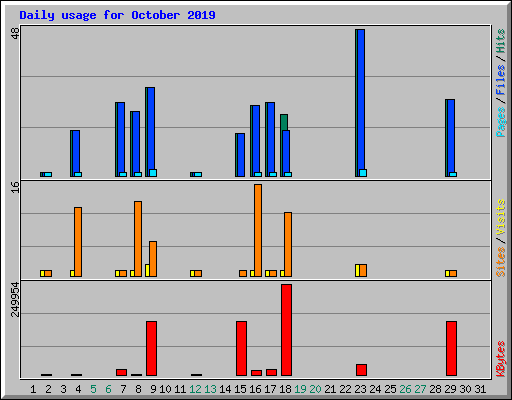 Daily usage for October 2019
48
Pages / Files / Hits
16
Sites / Visits
249954
KBytes
1 2 3 4 5 6 7 8 9 10 11 12 13 14 15 16 17 18 19 20 21 22 23 24 25 26 27 28 29 30 31